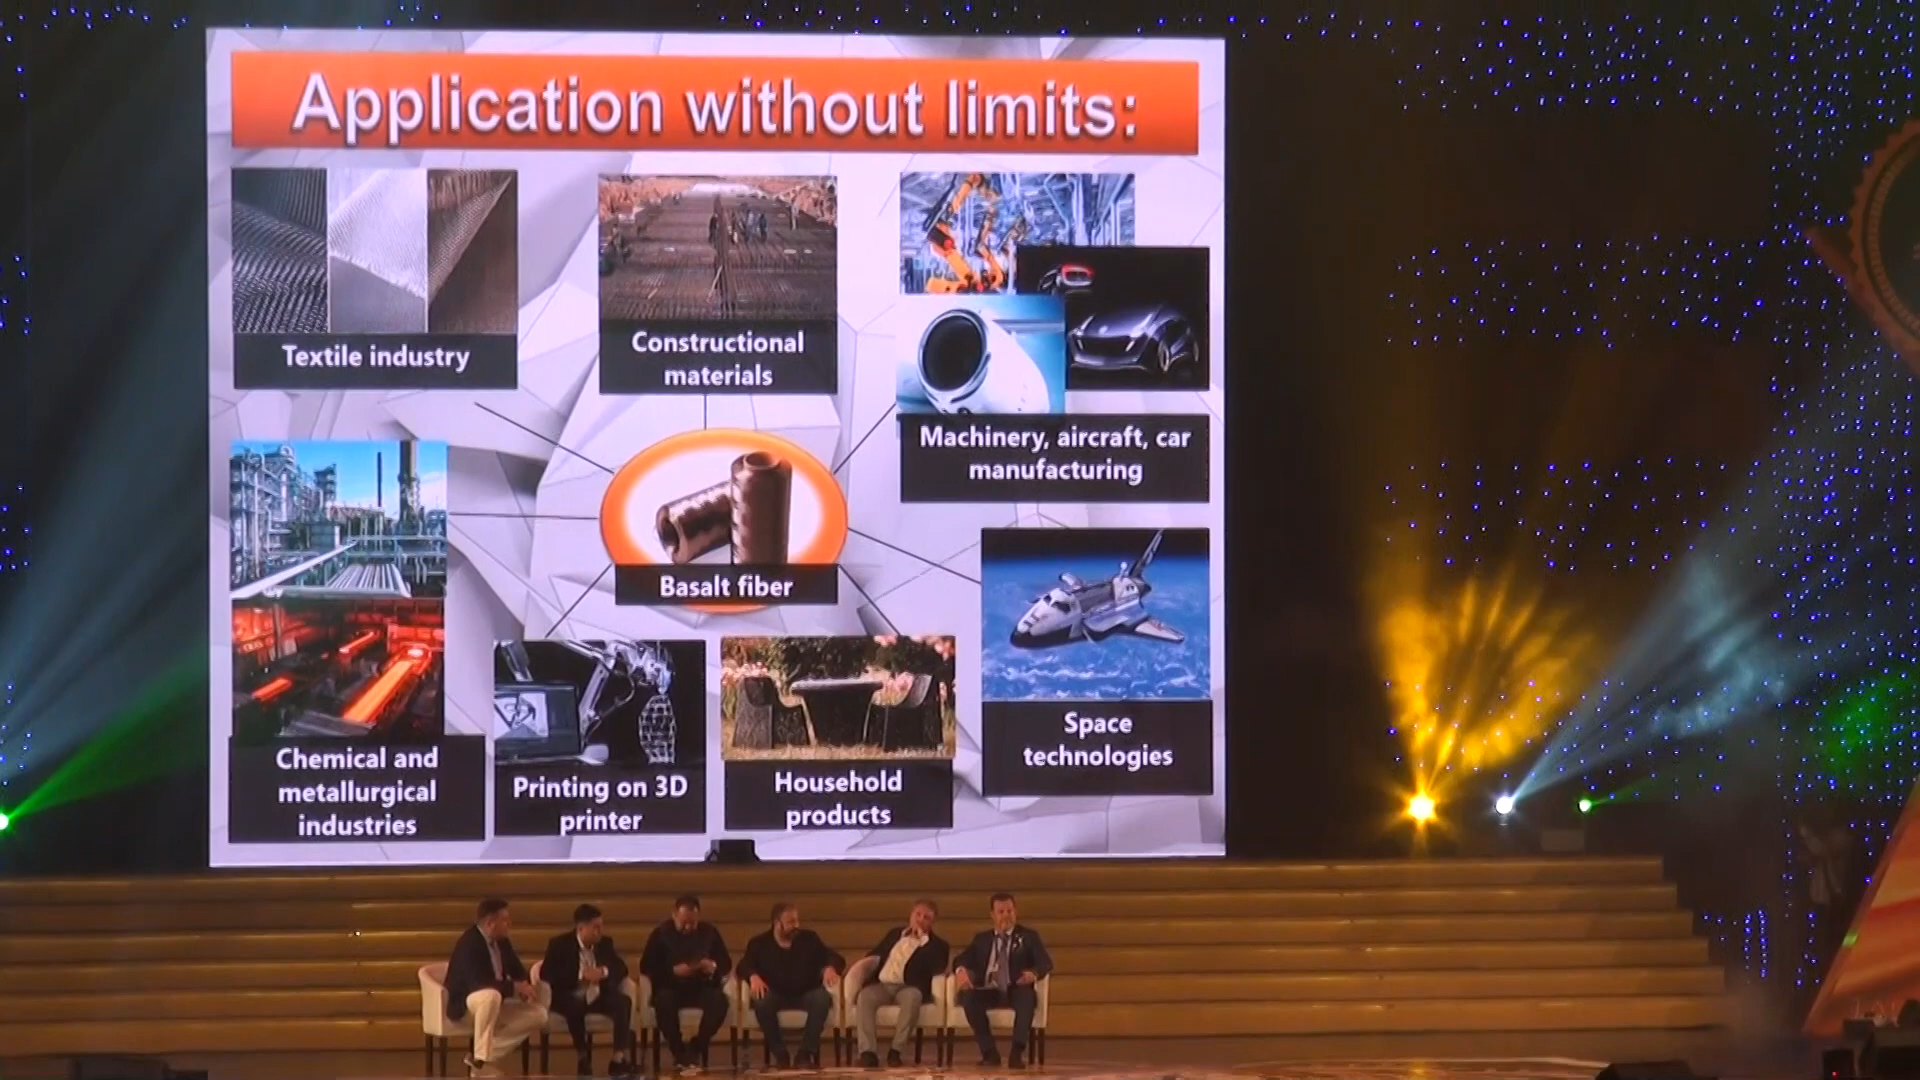 Application without limits:
Textile industry
Constructional
materials
Machinery, aircraft, car
manufacturing
Basalt fiber
Space
technologies
Chemical and
metallurgical
industries
Printing on 3D
printer
Household
products